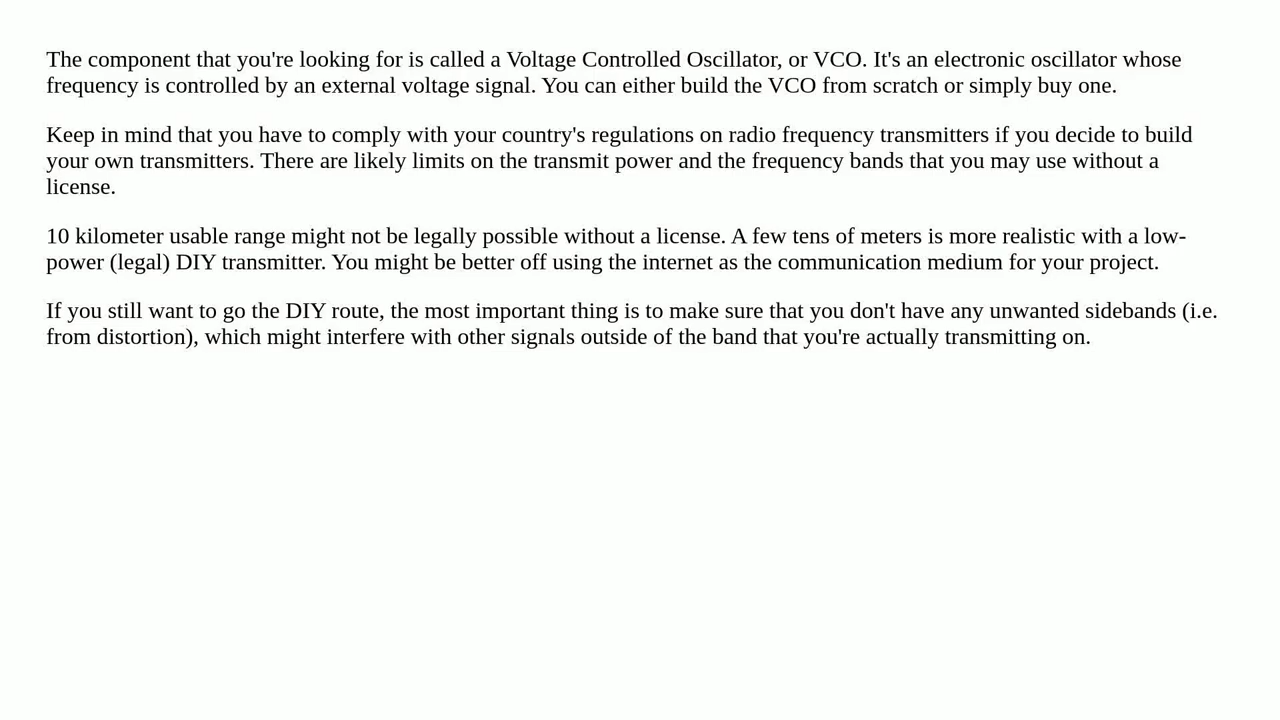 The component that you're looking for is called a Voltage Controlled Oscillator, or VCO. It's an electronic oscillator whose
frequency is controlled by an external voltage signal. You can either build the VCO from scratch or simply buy one.
Keep in mind that you have to comply with your country's regulations on radio frequency transmitters if you decide to build
your own transmitters. There are likely limits on the transmit power and the frequency bands that you may use without a
license.
10 kilometer usable range might not be legally possible without a license. A few tens of meters is more realistic with a low-
power (legal) DIY transmitter. You might be better off using the internet as the communication medium for your project.
If you still want to go the DIY route, the most important thing is to make sure that you don't have any unwanted sidebands (i.e.
from distortion), which might interfere with other signals outside of the band that you're actually transmitting on.